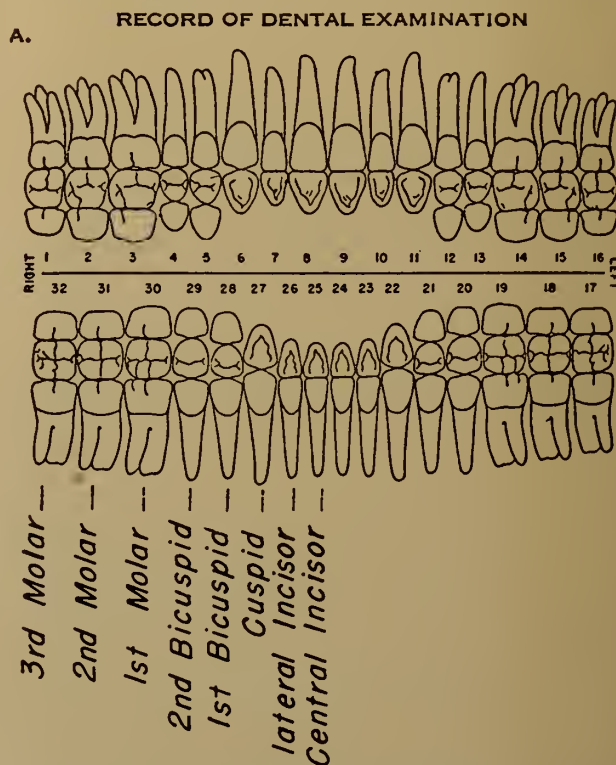 RECORD OF DENTAL EXAMINATION
A.
RIGHT 1 2 3 4 5 6 7 8 9 10 11 12 13 14 15 16 LEFT
32 31 30 29 28 27 26 25 24 23 22 21 20 19 18 17
3rd Molar
2nd Molar
1st Molar
2nd Bicuspid
1st Bicuspid
Cuspid
lateral Incisor
Central Incisor